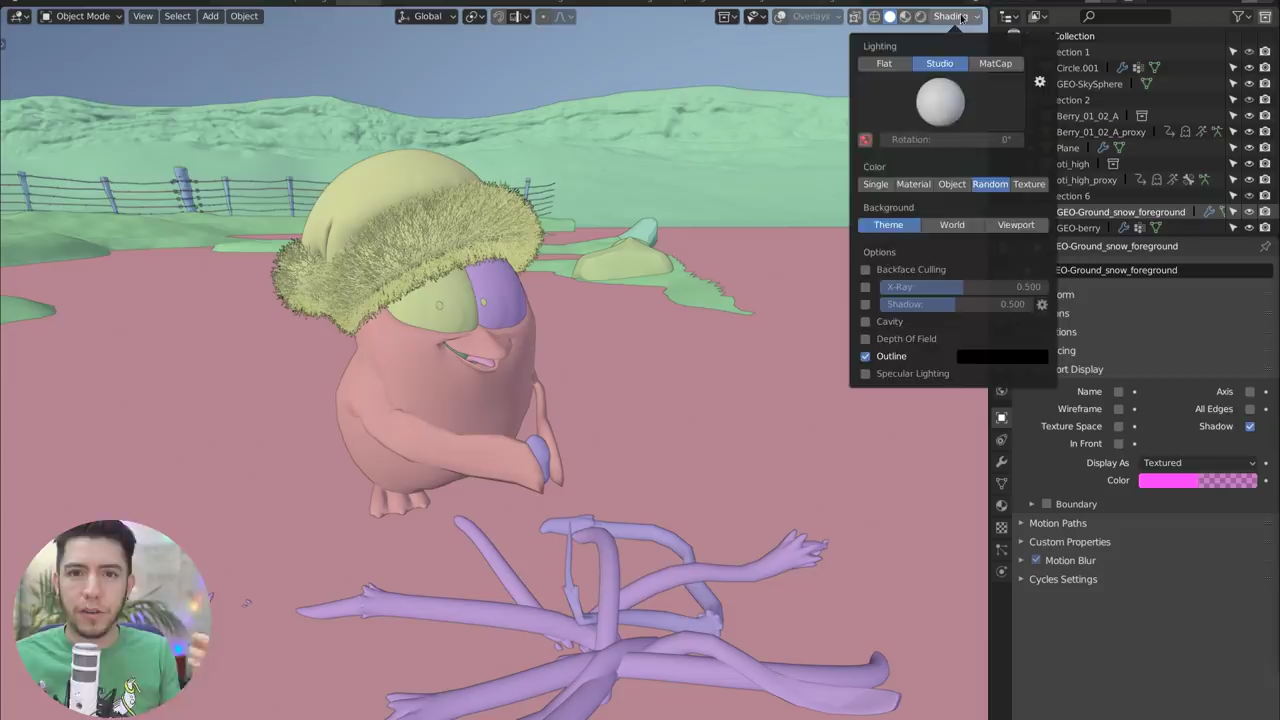 Object Mode View Select Add Object Global Overlays Shading
Lighting
Flat Studio MatCap
Rotation: 0°
Color
Single Material Object Random Texture
Background
Theme World Viewport
Options
Backface Culling
X-Ray: 0.500
Shadow: 0.500
Cavity
Depth Of Field
Outline
Specular Lighting
Collection
ection 1
Circle.001
GEO-SkySphere
ection 2
Berry_01_02_A
Berry_01_02_A_proxy
Plane
oti_high
oti_high_proxy
ection 6
GEO-Ground_snow_foreground
GEO-berry
EO-Ground_snow_foreground
EO-Ground_snow_foreground
orm
ns
tions
cing
ort Display
Name Axis
Wireframe All Edges
Texture Space Shadow
In Front
Display As Textured
Color
Boundary
Motion Paths
Custom Properties
Motion Blur
Cycles Settings